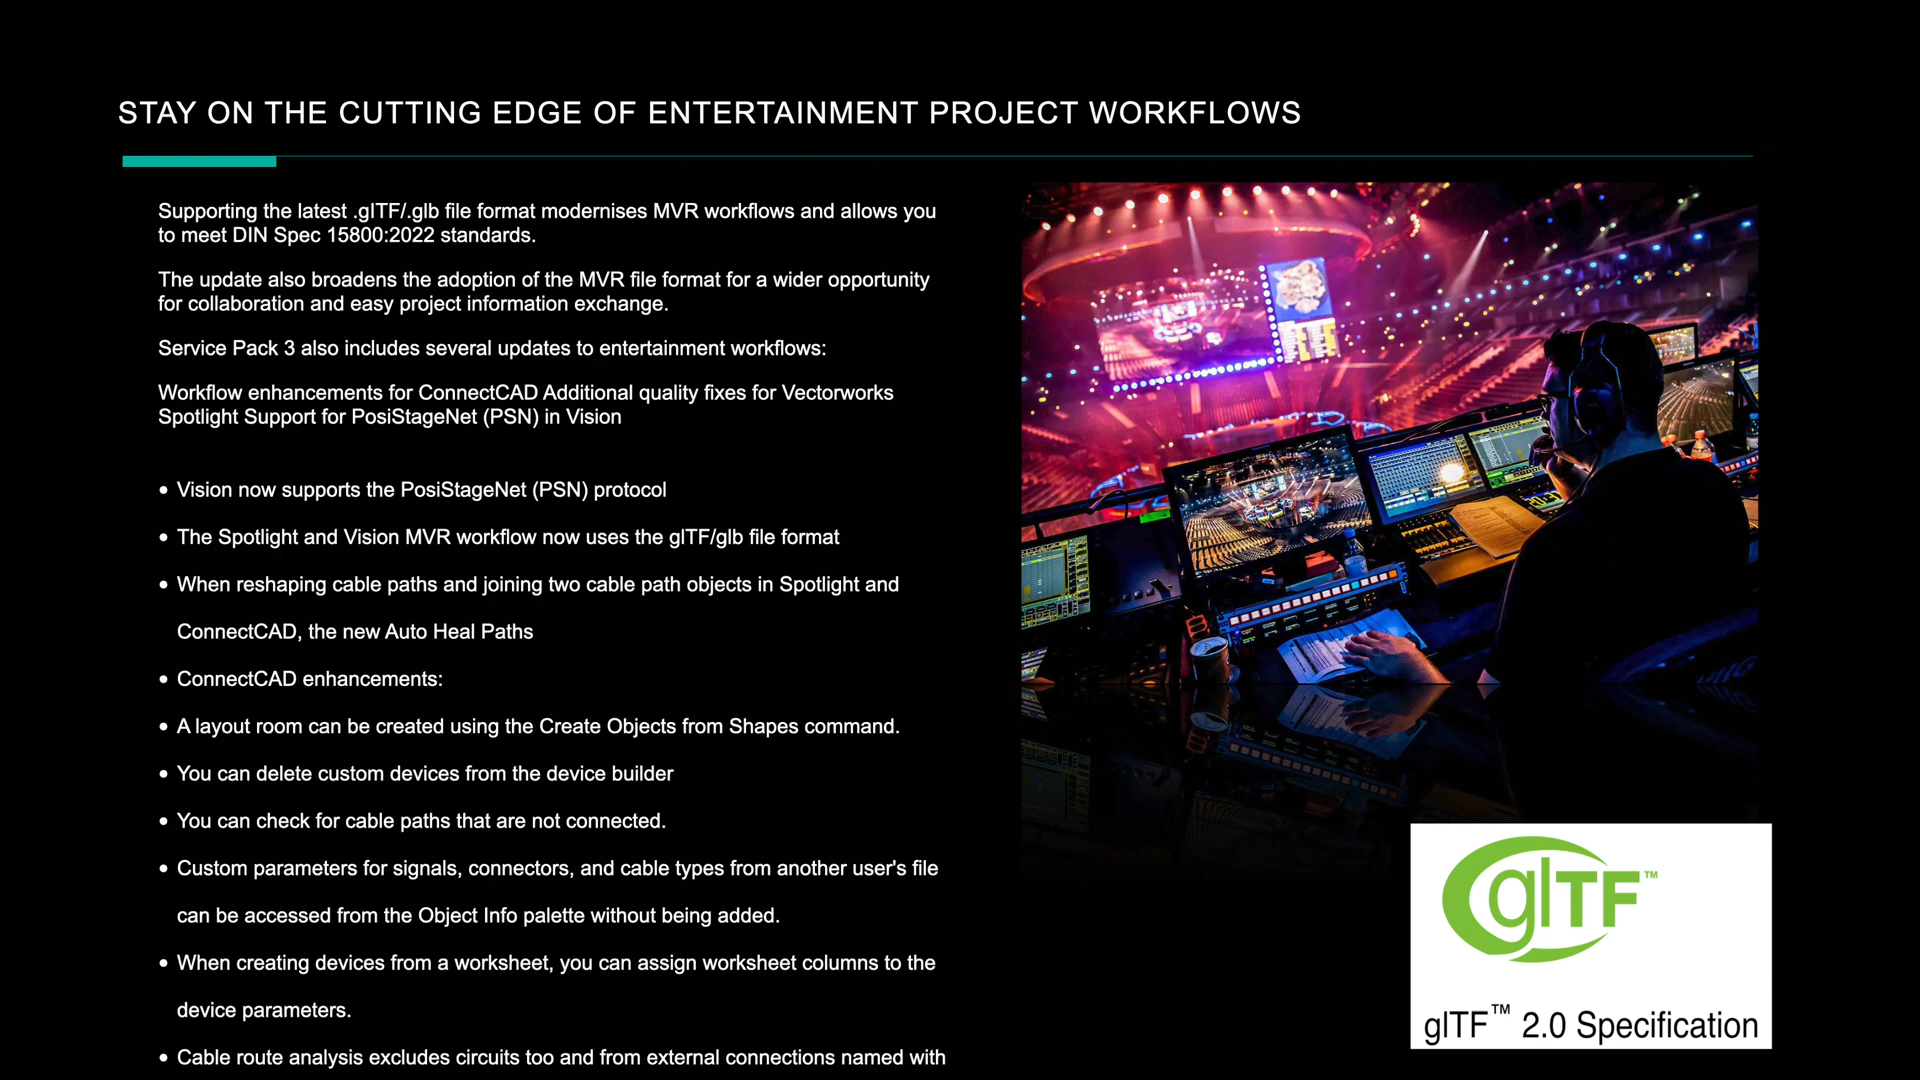 STAY ON THE CUTTING EDGE OF ENTERTAINMENT PROJECT WORKFLOWS
Supporting the latest .glTF/.glb file format modernises MVR workflows and allows you
to meet DIN Spec 15800:2022 standards.
The update also broadens the adoption of the MVR file format for a wider opportunity
for collaboration and easy project information exchange.
Service Pack 3 also includes several updates to entertainment workflows:
Workflow enhancements for ConnectCAD Additional quality fixes for Vectorworks
Spotlight Support for PosiStageNet (PSN) in Vision
• Vision now supports the PosiStageNet (PSN) protocol
• The Spotlight and Vision MVR workflow now uses the glTF/glb file format
• When reshaping cable paths and joining two cable path objects in Spotlight and
ConnectCAD, the new Auto Heal Paths
• ConnectCAD enhancements:
• A layout room can be created using the Create Objects from Shapes command.
• You can delete custom devices from the device builder
• You can check for cable paths that are not connected.
• Custom parameters for signals, connectors, and cable types from another user's file
can be accessed from the Object Info palette without being added.
• When creating devices from a worksheet, you can assign worksheet columns to the
device parameters.
• Cable route analysis excludes circuits too and from external connections named with
glTF™
glTF™ 2.0 Specification